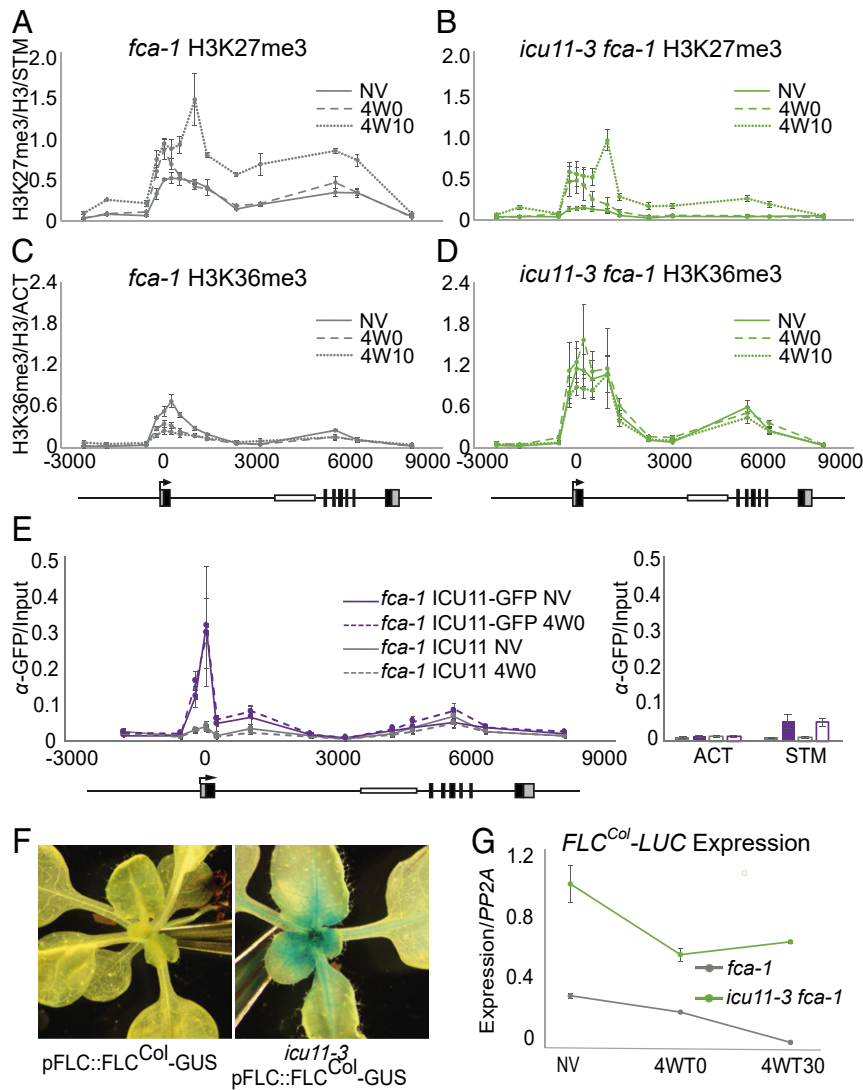 A
fca-1 H3K27me3
H3K27me3/H3/STM
2.0
1.5
1.0
0.5
0
NV
4W0
4W10
B
icu11-3 fca-1 H3K27me3
2.0
1.5
1.0
0.5
0
NV
4W0
4W10
C
fca-1 H3K36me3
H3K36me3/H3/ACT
2.4
1.8
1.2
0.6
0
NV
4W0
4W10
-3000 0 3000 6000 9000
D
icu11-3 fca-1 H3K36me3
2.4
1.8
1.2
0.6
0
NV
4W0
4W10
-3000 0 3000 6000 9000
E
α-GFP/Input
0.5
0.4
0.3
0.2
0.1
0
fca-1 ICU11-GFP NV
fca-1 ICU11-GFP 4W0
fca-1 ICU11 NV
fca-1 ICU11 4W0
-3000 0 3000 6000 9000
α-GFP/Input
0.5
0.4
0.3
0.2
0.1
0
ACT STM
F
pFLC::FLC^Col-GUS
icu11-3
pFLC::FLC^Col-GUS
G
FLC^Col-LUC Expression
Expression/PP2A
1.2
0.8
0.4
0
fca-1
icu11-3 fca-1
NV 4WT0 4WT30